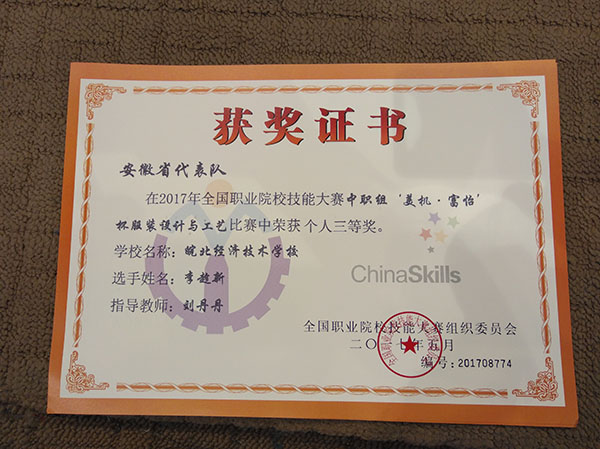 获奖证书
安徽省代表队
在2017年全国职业院校技能大赛中职组‘美机·富怡’
杯服装设计与工艺比赛中荣获个人三等奖。
学校名称：皖北经济技术学校
选手姓名：李超新
指导教师：刘丹丹
ChinaSkills
全国职业院校技能大赛组织委员会
二〇一七年五月
编号：201708774